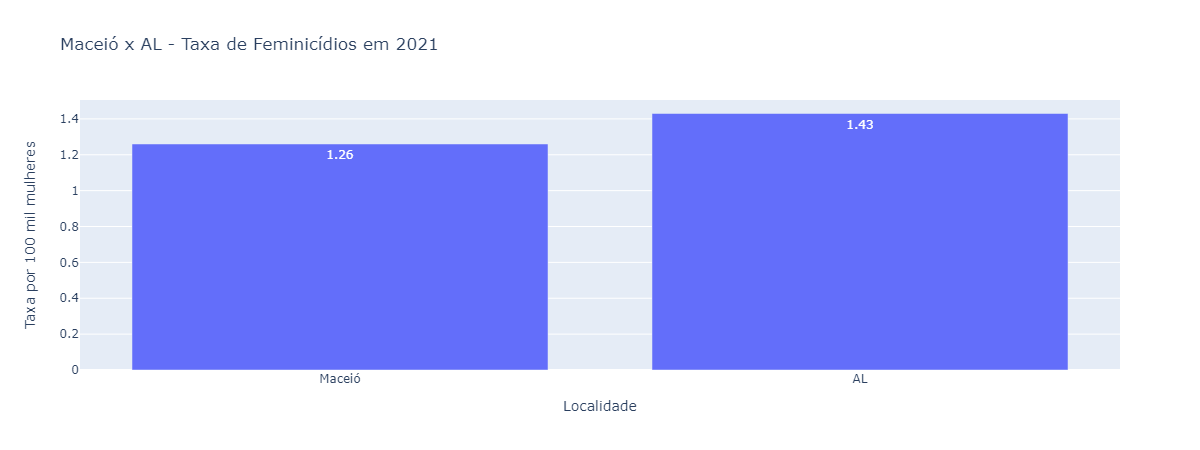 Maceió x AL - Taxa de Feminicídios em 2021
Taxa por 100 mil mulheres
1.4
1.2
1
0.8
0.6
0.4
0.2
0
1.26
1.43
Maceió
AL
Localidade